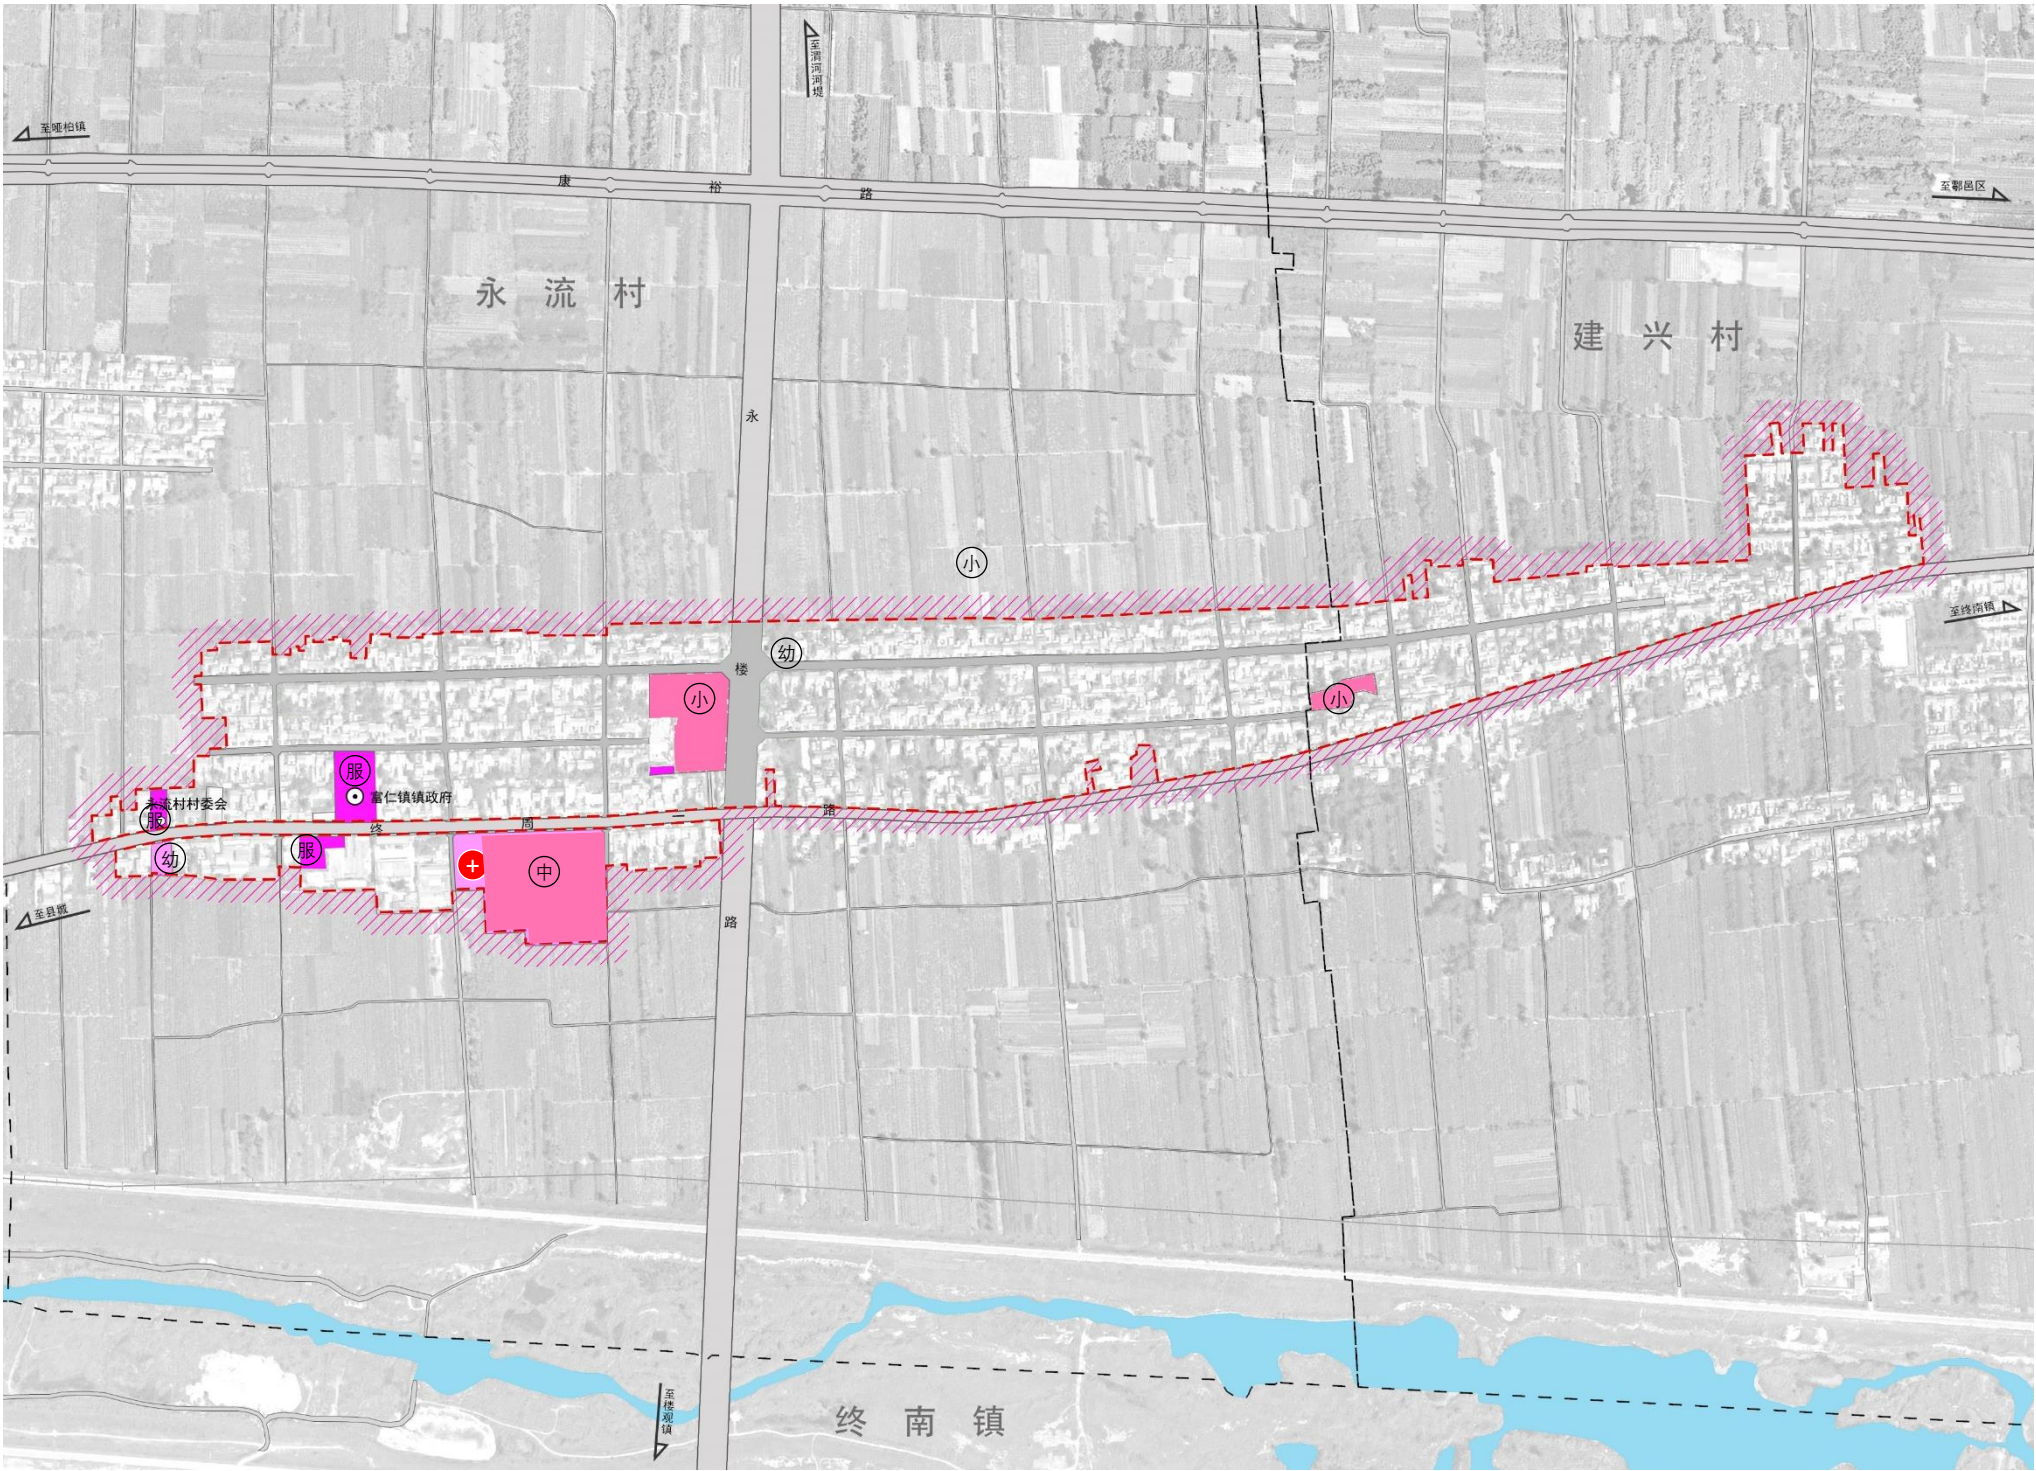 至渭河河堤
至哑柏镇
康裕路
至鄠邑区
永流村
建兴村
永
小
至终南镇
幼
楼
小
小
服
富仁镇镇政府
永流村村委会
服
终周一路
幼
服
中
至县城
路
至楼观镇
终南镇